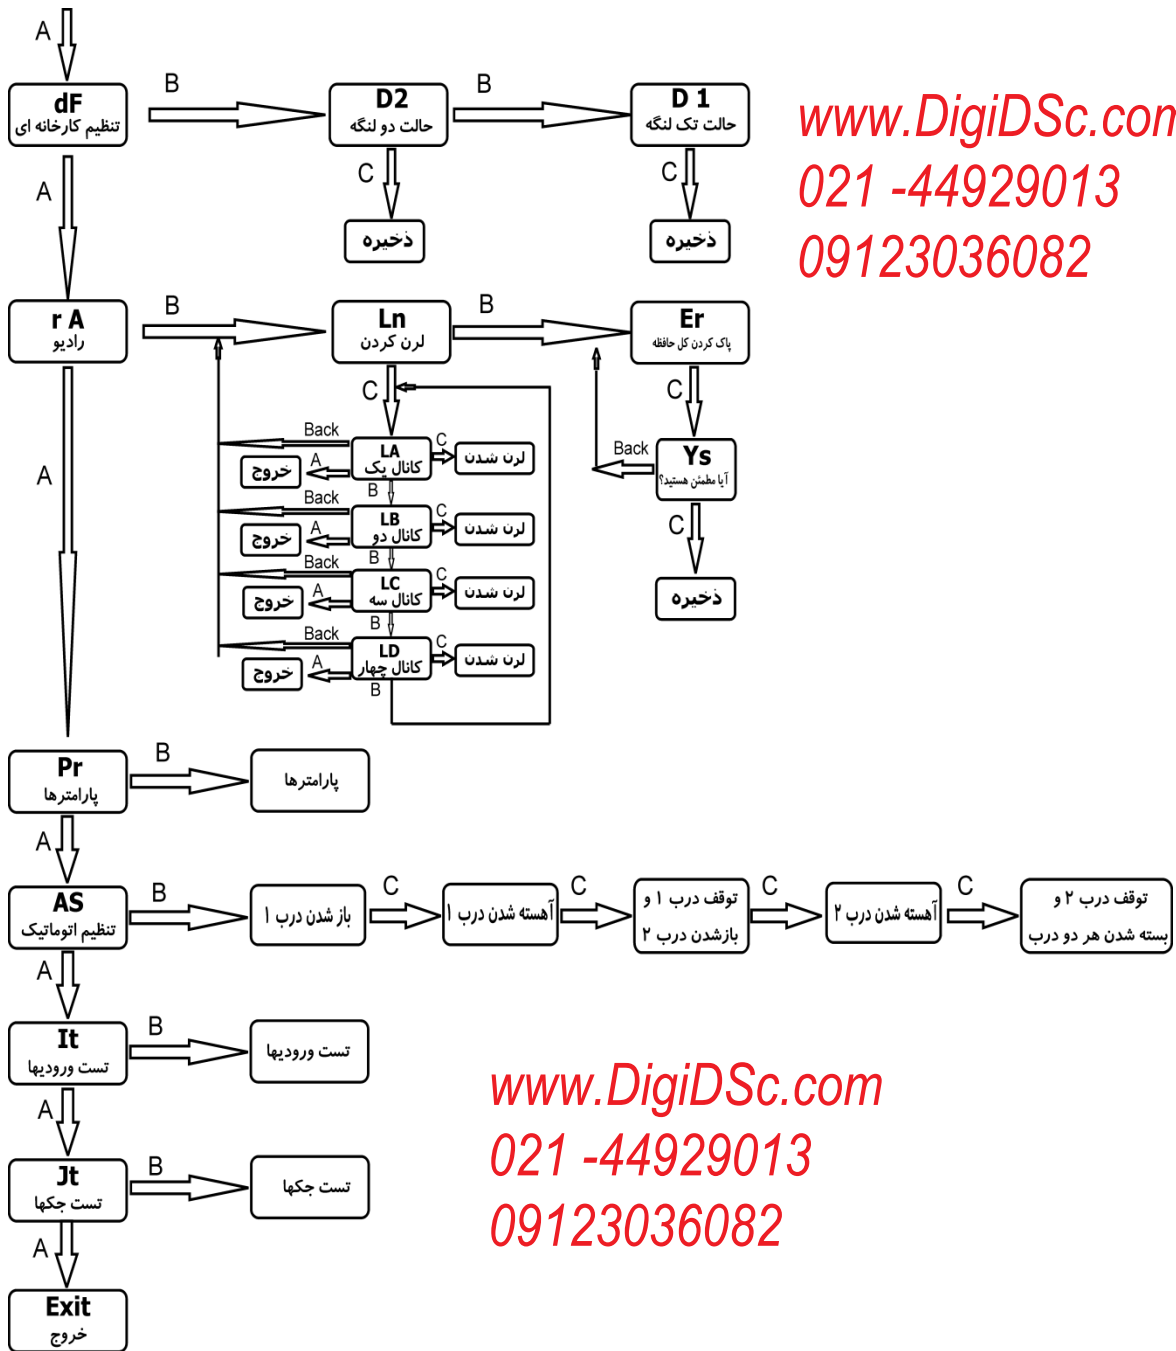 A
dF
تنظیم کارخانه ای
B
D2
حالت دو لنگه
B
D 1
حالت تک لنگه
www.DigiDSc.com
021 -44929013
09123036082
A
C
ذخیره
C
ذخیره
r A
رادیو
B
Ln
لرن کردن
B
Er
پاک کردن کل حافظه
A
C
C
Back
LA
کانال یک
C
لرن شدن
A
خروج
B
Back
Ys
آیا مطمئن هستید؟
Back
LB
کانال دو
C
لرن شدن
A
خروج
B
C
Back
LC
کانال سه
C
لرن شدن
A
خروج
B
ذخیره
Back
LD
کانال چهار
C
لرن شدن
A
خروج
B
Pr
پارامترها
B
پارامترها
A
AS
تنظیم اتوماتیک
B
باز شدن درب ۱
C
آهسته شدن درب ۱
C
توقف درب ۱ و
بازشدن درب ۲
C
آهسته شدن درب ۲
C
توقف درب ۲ و
بسته شدن هر دو درب
A
It
تست ورودیها
B
تست ورودیها
www.DigiDSc.com
021 -44929013
09123036082
A
Jt
تست جکها
B
تست جکها
A
Exit
خروج